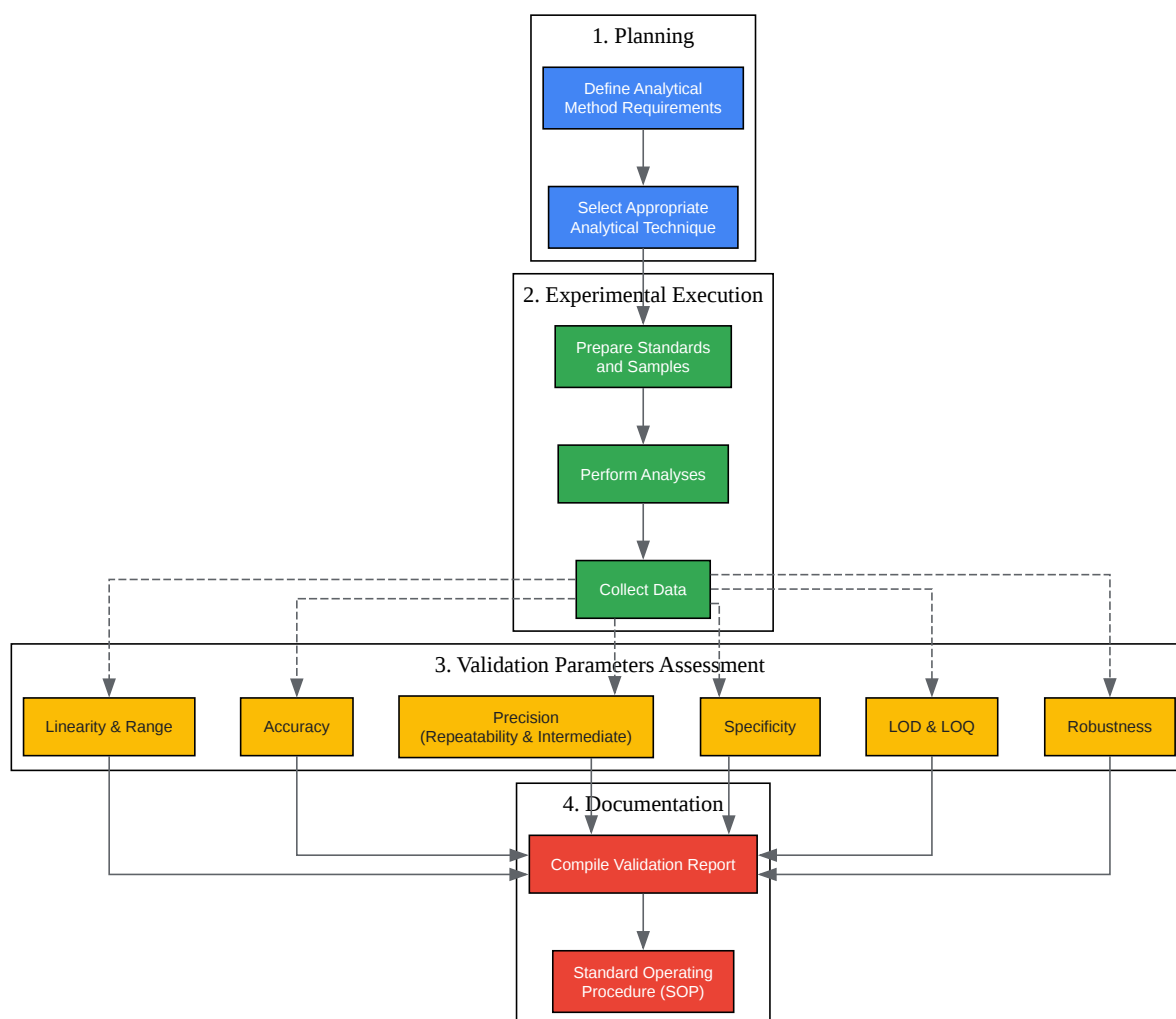 1. Planning
Define Analytical
Method Requirements
Select Appropriate
Analytical Technique
2. Experimental Execution
Prepare Standards
and Samples
Perform Analyses
Collect Data
3. Validation Parameters Assessment
Linearity & Range
Accuracy
Precision
(Repeatability & Intermediate)
Specificity
LOD & LOQ
Robustness
4. Documentation
Compile Validation Report
Standard Operating
Procedure (SOP)